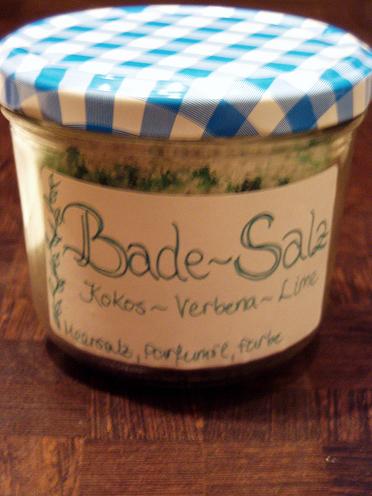 Bade~Salz
Kokos ~ Verbena ~ Lime
Meersalz, Parfumöl, farbe